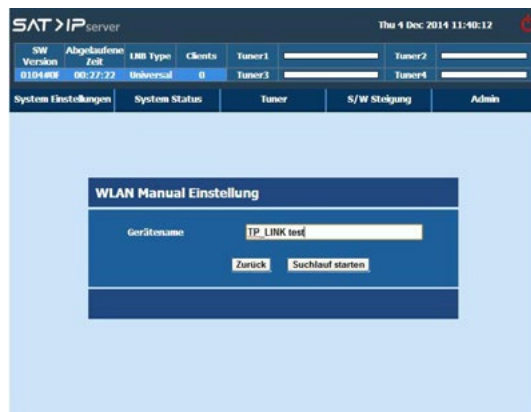 SAT>IP server
Thu 4 Dec 2014 11:40:12
SW Version Abgelaufene Zeit LNB Type Clients Tuner1 Tuner2
0104#0F 00:27:22 Universal 0 Tuner3 Tuner4
System Einstellungen System Status Tuner S/W Steigung Admin
WLAN Manual Einstellung
Gerätename TP_LINK test
Zurück Suchlauf starten